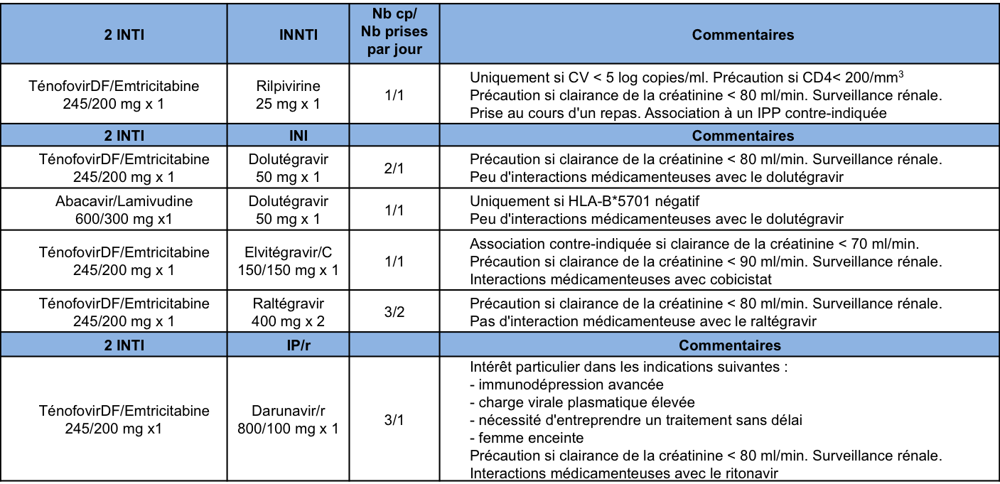 2 INTI
INNTI
Nb cp/
Nb prises
par jour
Commentaires
TénofovirDF/Emtricitabine
245/200 mg x 1
Rilpivirine
25 mg x 1
1/1
Uniquement si CV < 5 log copies/ml. Précaution si CD4< 200/mm³
Précaution si clairance de la créatinine < 80 ml/min. Surveillance rénale.
Prise au cours d'un repas. Association à un IPP contre-indiquée
2 INTI
INI
Commentaires
TénofovirDF/Emtricitabine
245/200 mg x 1
Dolutégravir
50 mg x 1
2/1
Précaution si clairance de la créatinine < 80 ml/min. Surveillance rénale.
Peu d'interactions médicamenteuses avec le dolutégravir
Abacavir/Lamivudine
600/300 mg x1
Dolutégravir
50 mg x 1
1/1
Uniquement si HLA-B*5701 négatif
Peu d'interactions médicamenteuses avec le dolutégravir
TénofovirDF/Emtricitabine
245/200 mg x 1
Elvitégravir/C
150/150 mg x 1
1/1
Association contre-indiquée si clairance de la créatinine < 70 ml/min.
Précaution si clairance de la créatinine < 90 ml/min. Surveillance rénale.
Interactions médicamenteuses avec cobicistat
TénofovirDF/Emtricitabine
245/200 mg x 1
Raltégravir
400 mg x 2
3/2
Précaution si clairance de la créatinine < 80 ml/min. Surveillance rénale.
Pas d'interaction médicamenteuse avec le raltégravir
2 INTI
IP/r
Commentaires
TénofovirDF/Emtricitabine
245/200 mg x1
Darunavir/r
800/100 mg x 1
3/1
Intérêt particulier dans les indications suivantes :
- immunodépression avancée
- charge virale plasmatique élevée
- nécessité d'entreprendre un traitement sans délai
- femme enceinte
Précaution si clairance de la créatinine < 80 ml/min. Surveillance rénale.
Interactions médicamenteuses avec le ritonavir